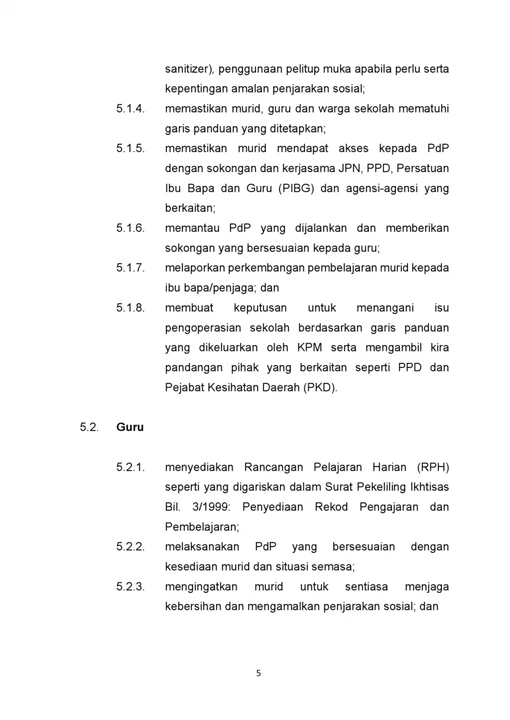 sanitizer), penggunaan pelitup muka apabila perlu serta
kepentingan amalan penjarakan sosial;
5.1.4. memastikan murid, guru dan warga sekolah mematuhi
garis panduan yang ditetapkan;
5.1.5. memastikan murid mendapat akses kepada PdP
dengan sokongan dan kerjasama JPN, PPD, Persatuan
Ibu Bapa dan Guru (PIBG) dan agensi-agensi yang
berkaitan;
5.1.6. memantau PdP yang dijalankan dan memberikan
sokongan yang bersesuaian kepada guru;
5.1.7. melaporkan perkembangan pembelajaran murid kepada
ibu bapa/penjaga; dan
5.1.8. membuat keputusan untuk menangani isu
pengoperasian sekolah berdasarkan garis panduan
yang dikeluarkan oleh KPM serta mengambil kira
pandangan pihak yang berkaitan seperti PPD dan
Pejabat Kesihatan Daerah (PKD).
5.2. Guru
5.2.1. menyediakan Rancangan Pelajaran Harian (RPH)
seperti yang digariskan dalam Surat Pekeliling Ikhtisas
Bil. 3/1999: Penyediaan Rekod Pengajaran dan
Pembelajaran;
5.2.2. melaksanakan PdP yang bersesuaian dengan
kesediaan murid dan situasi semasa;
5.2.3. mengingatkan murid untuk sentiasa menjaga
kebersihan dan mengamalkan penjarakan sosial; dan
5